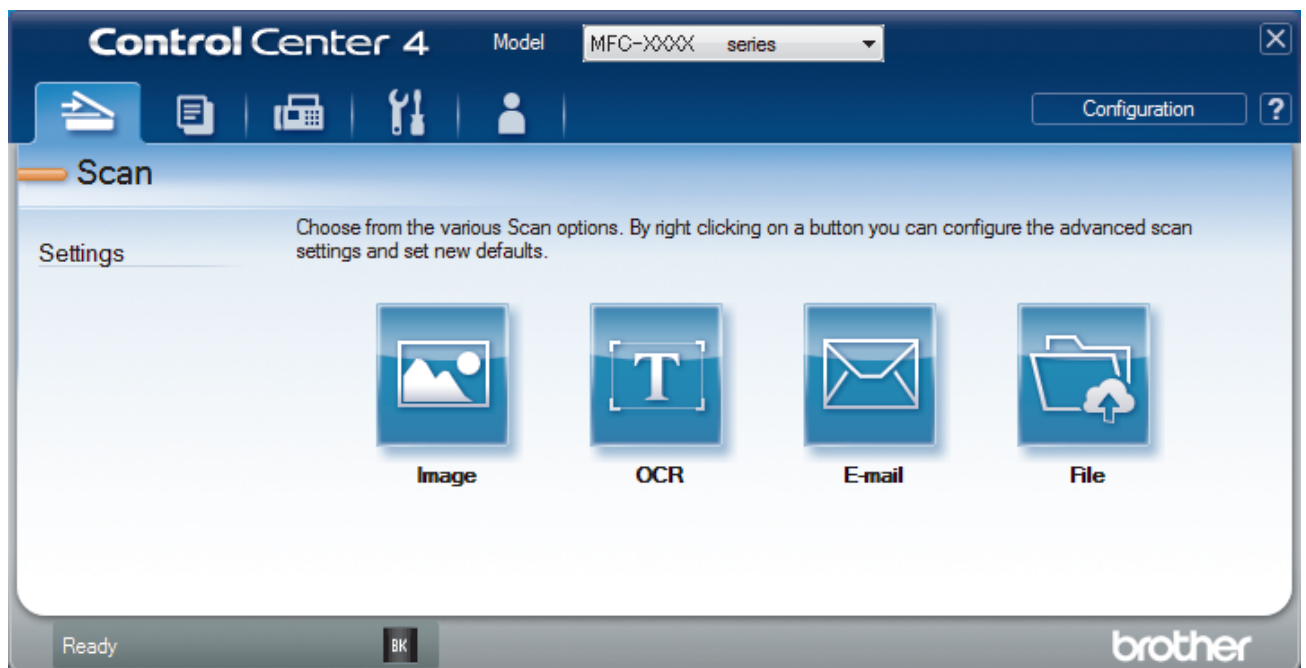 ControlCenter 4 Model MFC-XXXX series
Configuration ?
Scan
Choose from the various Scan options. By right clicking on a button you can configure the advanced scan
Settings settings and set new defaults.
T
Image OCR E-mail File
Ready BK brother